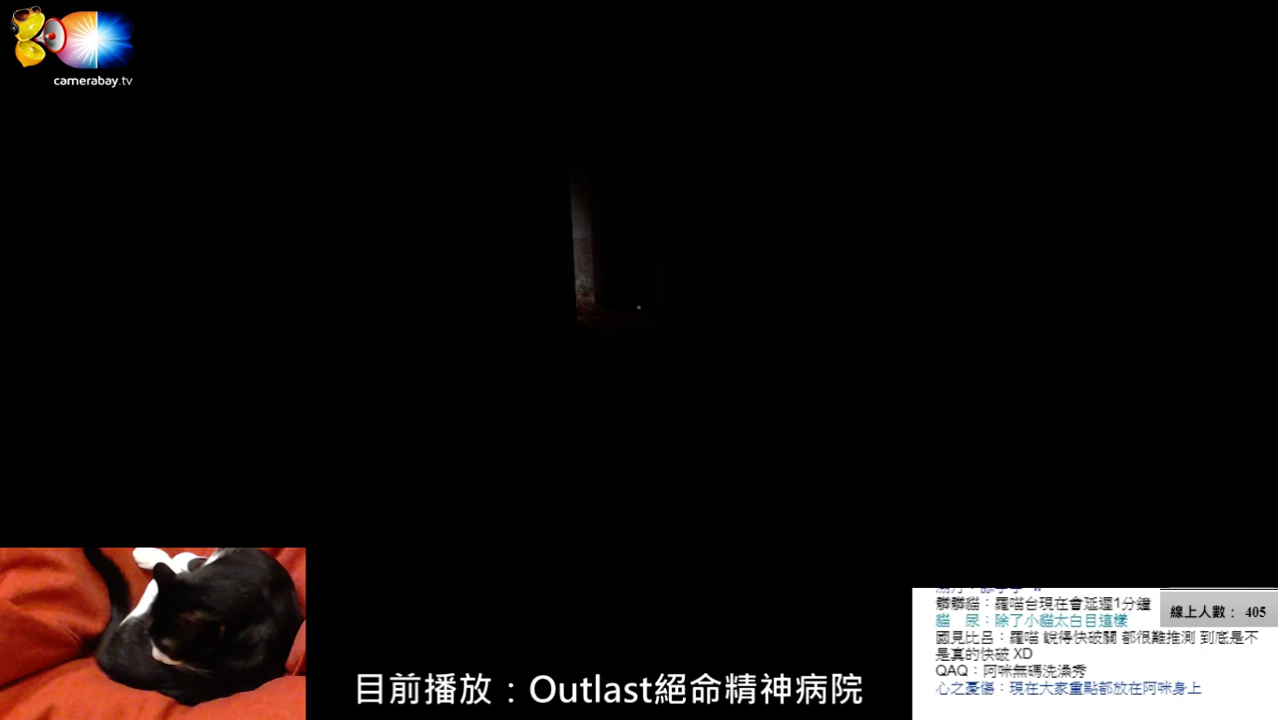 camerabay.tv
髒髒貓：羅喵台現在會延遲1分鐘
線上人數： 405
貓　尿：除了小貓太白目這樣
國見比呂：羅喵 說得快破關 都很難推測 到底是不
是真的快破 XD
QAQ：阿咪無碼洗澡秀
心之憂傷：現在大家重點都放在阿咪身上
目前播放：Outlast絕命精神病院